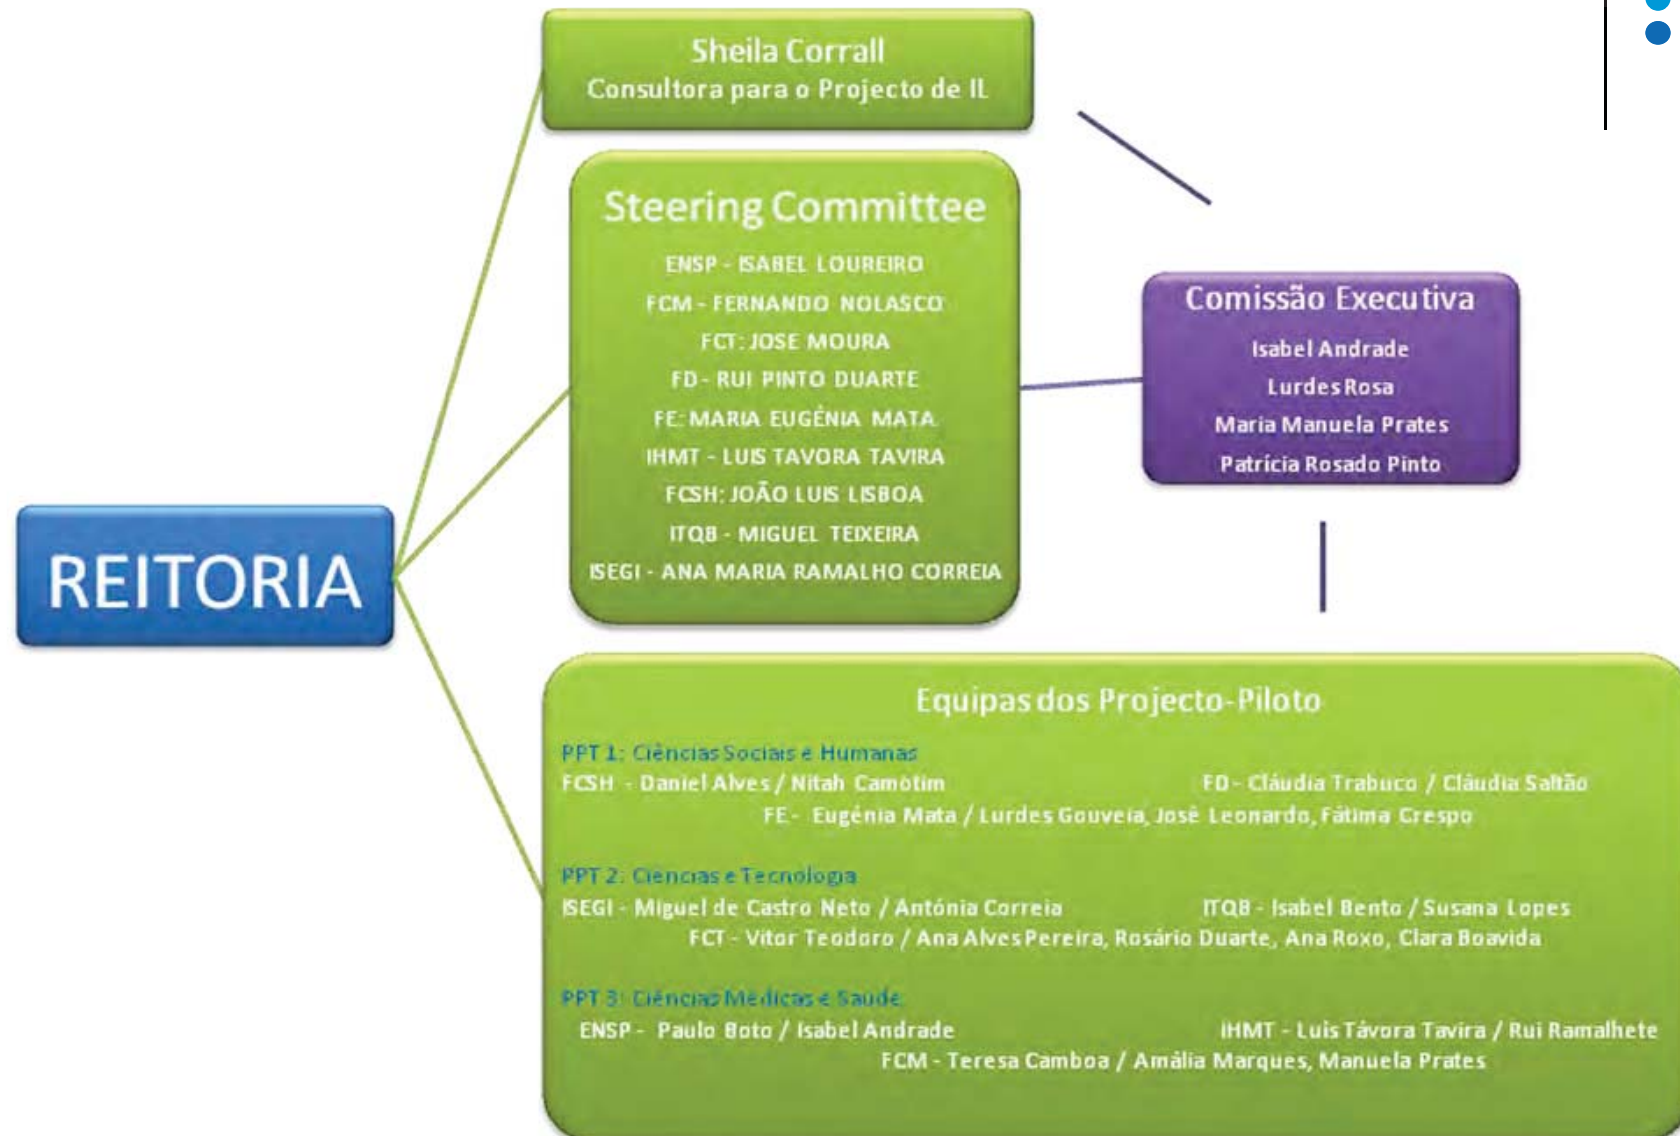 Sheila Corrall
Consultora para o Projecto de IL
Steering Committee
ENSP - ISABEL LOUREIRO
FCM - FERNANDO NOLASCO
FCT: JOSE MOURA
FD - RUI PINTO DUARTE
FE: MARIA EUGÉNIA MATA
IHMT - LUIS TAVORA TAVIRA
FCSH: JOÃO LUIS LISBOA
ITQB - MIGUEL TEIXEIRA
ISEGI - ANA MARIA RAMALHO CORREIA
Comissão Executiva
Isabel Andrade
Lurdes Rosa
Maria Manuela Prates
Patrícia Rosado Pinto
REITORIA
Equipas dos Projecto-Piloto
PPT 1: Ciências Sociais e Humanas
FCSH - Daniel Alves / Nitah Camotim FD - Cláudia Trabuco / Cláudia Saltão
FE - Eugénia Mata / Lurdes Gouveia, José Leonardo, Fátima Crespo
PPT 2: Ciências e Tecnologia
ISEGI - Miguel de Castro Neto / Antónia Correia ITQB - Isabel Bento / Susana Lopes
FCT - Vitor Teodoro / Ana Alves Pereira, Rosário Duarte, Ana Roxo, Clara Boavida
PPT 3: Ciências Médicas e Saúde
ENSP - Paulo Boto / Isabel Andrade IHMT - Luis Távora Tavira / Rui Ramalhete
FCM - Teresa Camboa / Amália Marques, Manuela Prates